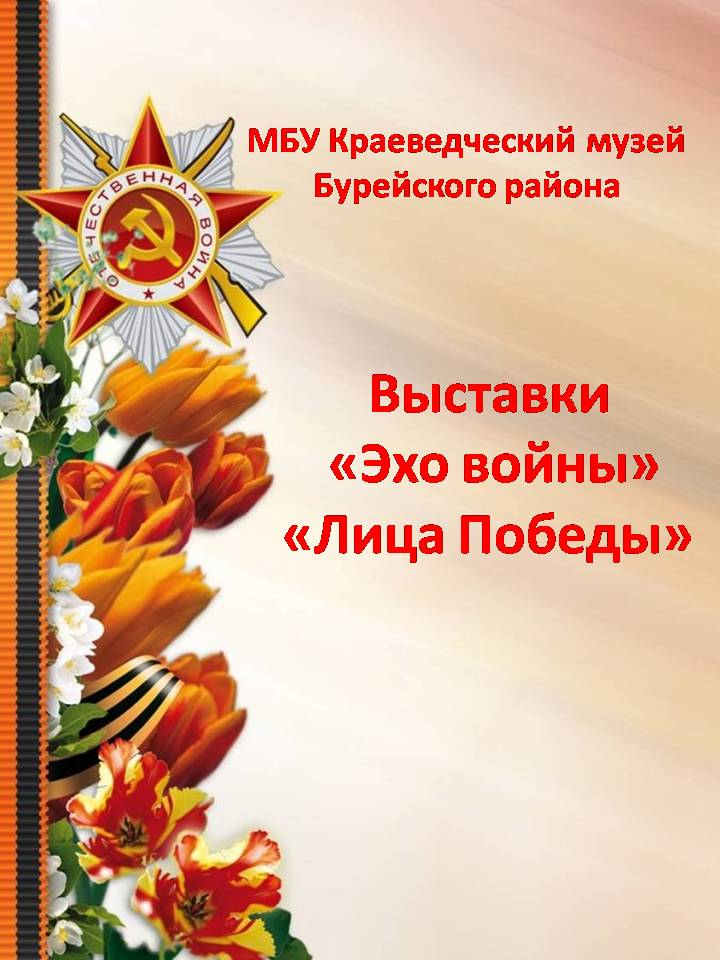 ОТЕЧЕСТВЕННАЯ ВОЙНА
МБУ Краеведческий музей
Бурейского района
Выставки
«Эхо войны»
«Лица Победы»